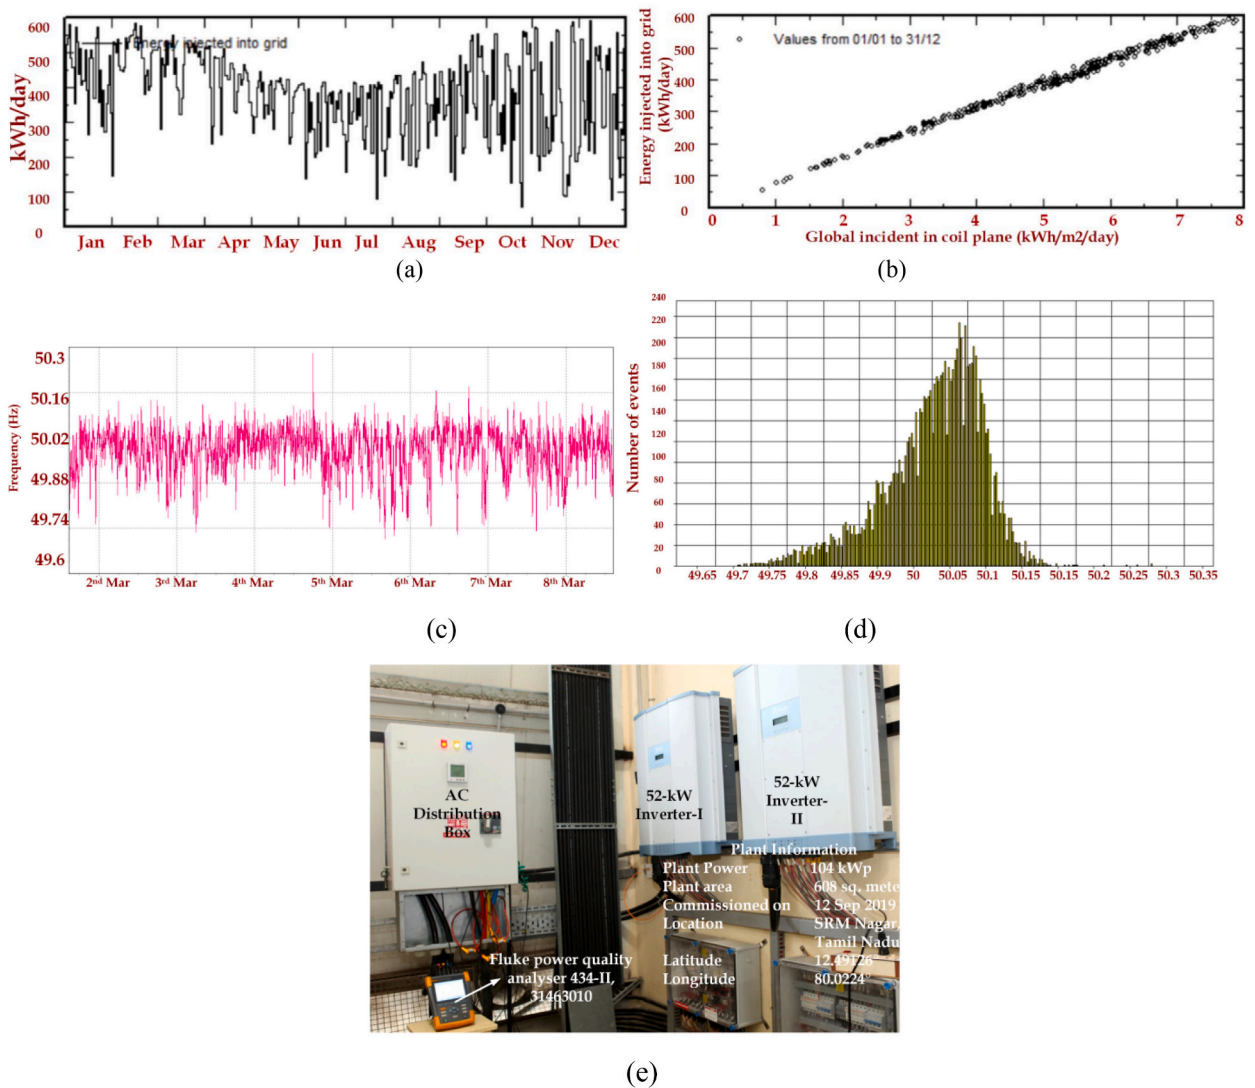 600
500
400
300
200
100
0
kWh/day
Energy injected into grid
Jan Feb Mar Apr May Jun Jul Aug Sep Oct Nov Dec
(a)
600
500
400
300
200
100
0
Energy injected into grid
(kWh/day)
Values from 01/01 to 31/12
0 1 2 3 4 5 6 7 8
Global incident in coil plane (kWh/m2/day)
(b)
50.3
50.16
50.02
49.88
49.74
49.6
Frequency (Hz)
2nd Mar 3rd Mar 4th Mar 5th Mar 6th Mar 7th Mar 8th Mar
(c)
240
220
200
180
160
140
120
100
80
60
40
20
0
Number of events
49.65 49.7 49.75 49.8 49.85 49.9 50 50.05 50.1 50.15 50.15 50.2 50.25 50.3 50.35
(d)
AC
Distribution
Box
52-kW
Inverter-I
52-kW
Inverter-
II
Plant Information
Plant Power 104 kWp
Plant area 608 sq. mete
Commissioned on 12 Sep 2019
Location SRM Nagar,
Tamil Nadu
Latitude 12.49126°
Longitude 80.0224°
Fluke power quality
analyser 434-II,
31463010
(e)